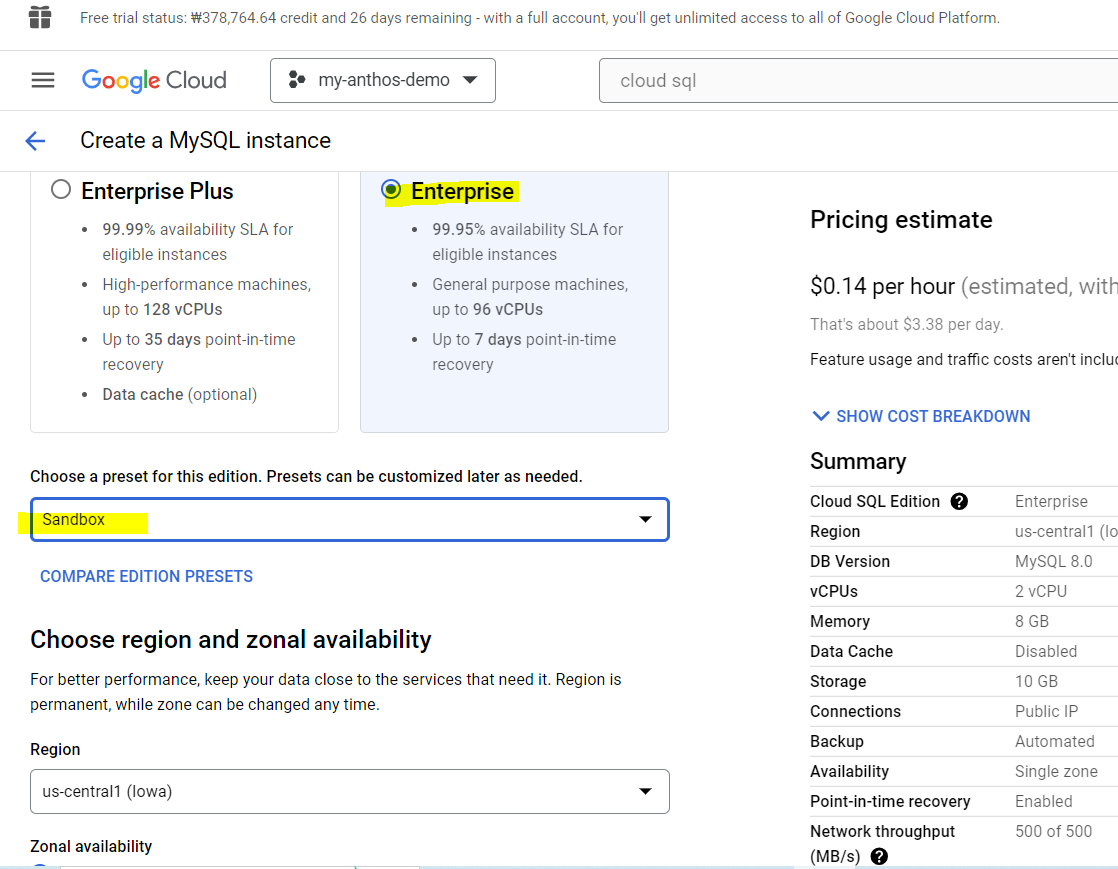 Free trial status: ₩378,764.64 credit and 26 days remaining - with a full account, you'll get unlimited access to all of Google Cloud Platform.
Google Cloud
my-anthos-demo
cloud sql
Create a MySQL instance
Enterprise Plus
• 99.99% availability SLA for
eligible instances
• High-performance machines,
up to 128 vCPUs
• Up to 35 days point-in-time
recovery
• Data cache (optional)
Enterprise
• 99.95% availability SLA for
eligible instances
• General purpose machines,
up to 96 vCPUs
• Up to 7 days point-in-time
recovery
Choose a preset for this edition. Presets can be customized later as needed.
Sandbox
COMPARE EDITION PRESETS
Choose region and zonal availability
For better performance, keep your data close to the services that need it. Region is
permanent, while zone can be changed any time.
Region
us-central1 (Iowa)
Zonal availability
Pricing estimate
$0.14 per hour (estimated, with
That's about $3.38 per day.
Feature usage and traffic costs aren't inclu
SHOW COST BREAKDOWN
Summary
Cloud SQL Edition ? Enterprise
Region us-central1 (Io
DB Version MySQL 8.0
vCPUs 2 vCPU
Memory 8 GB
Data Cache Disabled
Storage 10 GB
Connections Public IP
Backup Automated
Availability Single zone
Point-in-time recovery Enabled
Network throughput 500 of 500
(MB/s) ?